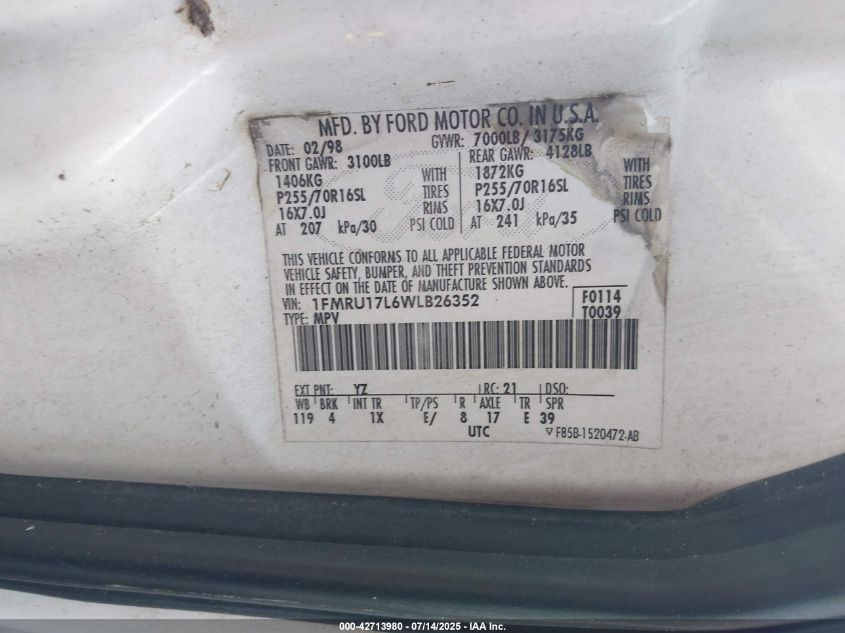 MFD. BY FORD MOTOR CO. IN U.S.A.
DATE: 02/98 GVWR: 7000LB/ 3175KG
FRONT GAWR: 3100LB REAR GAWR: 4128LB
1406KG WITH 1872KG WITH
P255/70R16SL TIRES P255/70R16SL TIRES
16X7.0J RIMS 16X7.0J RIMS
AT 207 kPa/30 PSI COLD AT 241 kPa/35 PSI COLD
THIS VEHICLE CONFORMS TO ALL APPLICABLE FEDERAL MOTOR
VEHICLE SAFETY, BUMPER, AND THEFT PREVENTION STANDARDS
IN EFFECT ON THE DATE OF MANUFACTURE SHOWN ABOVE.
VIN: 1FMRU17L6WLB26352 F0114
TYPE: MPV T0039
EXT PNT: YZ RC: 21 DSO:
WB BRK INT TR TP/PS R AXLE TR SPR
119 4 1X E/ 8 17 E 39
UTC F85B-1520472-AB
000-42713980 - 07/14/2025 - IAA Inc.